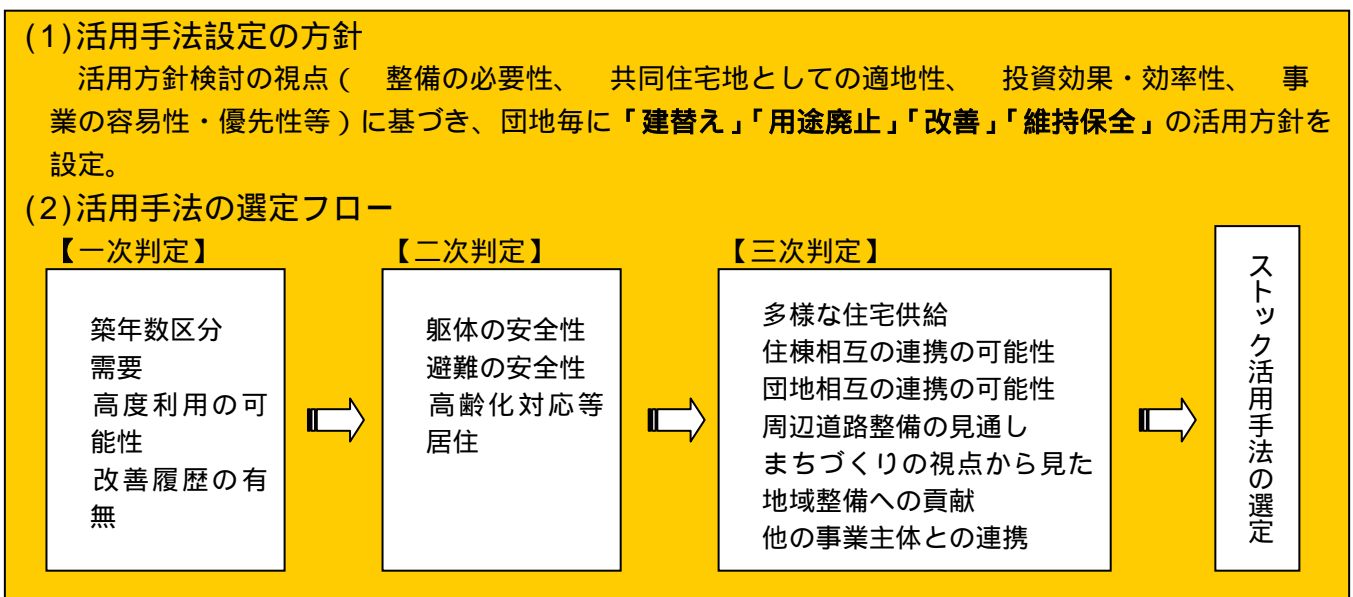 (1)活用手法設定の方針
活用方針検討の視点(　整備の必要性、　共同住宅地としての適地性、　投資効果・効率性、　事
業の容易性・優先性等)に基づき、団地毎に「建替え」「用途廃止」「改善」「維持保全」の活用方針を
設定。
(2)活用手法の選定フロー
【一次判定】
築年数区分
需要
高度利用の可
能性
改善履歴の有
無
【二次判定】
躯体の安全性
避難の安全性
高齢化対応等
居住
【三次判定】
多様な住宅供給
住棟相互の連携の可能性
団地相互の連携の可能性
周辺道路整備の見通し
まちづくりの視点から見た
地域整備への貢献
他の事業主体との連携
ストック活用手法の選定